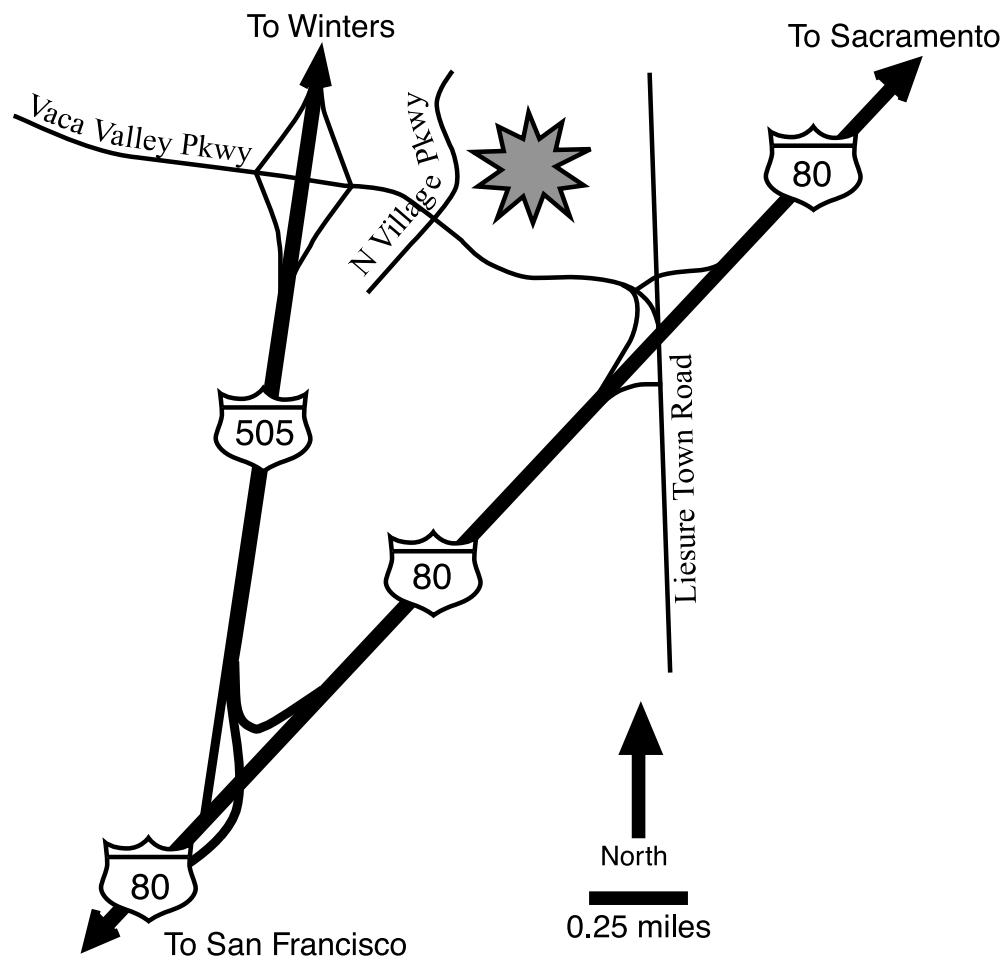 To Winters
To Sacramento
Vaca Valley Pkwy
N Village Pkwy
80
505
Liesure Town Road
80
North
80
0.25 miles
To San Francisco